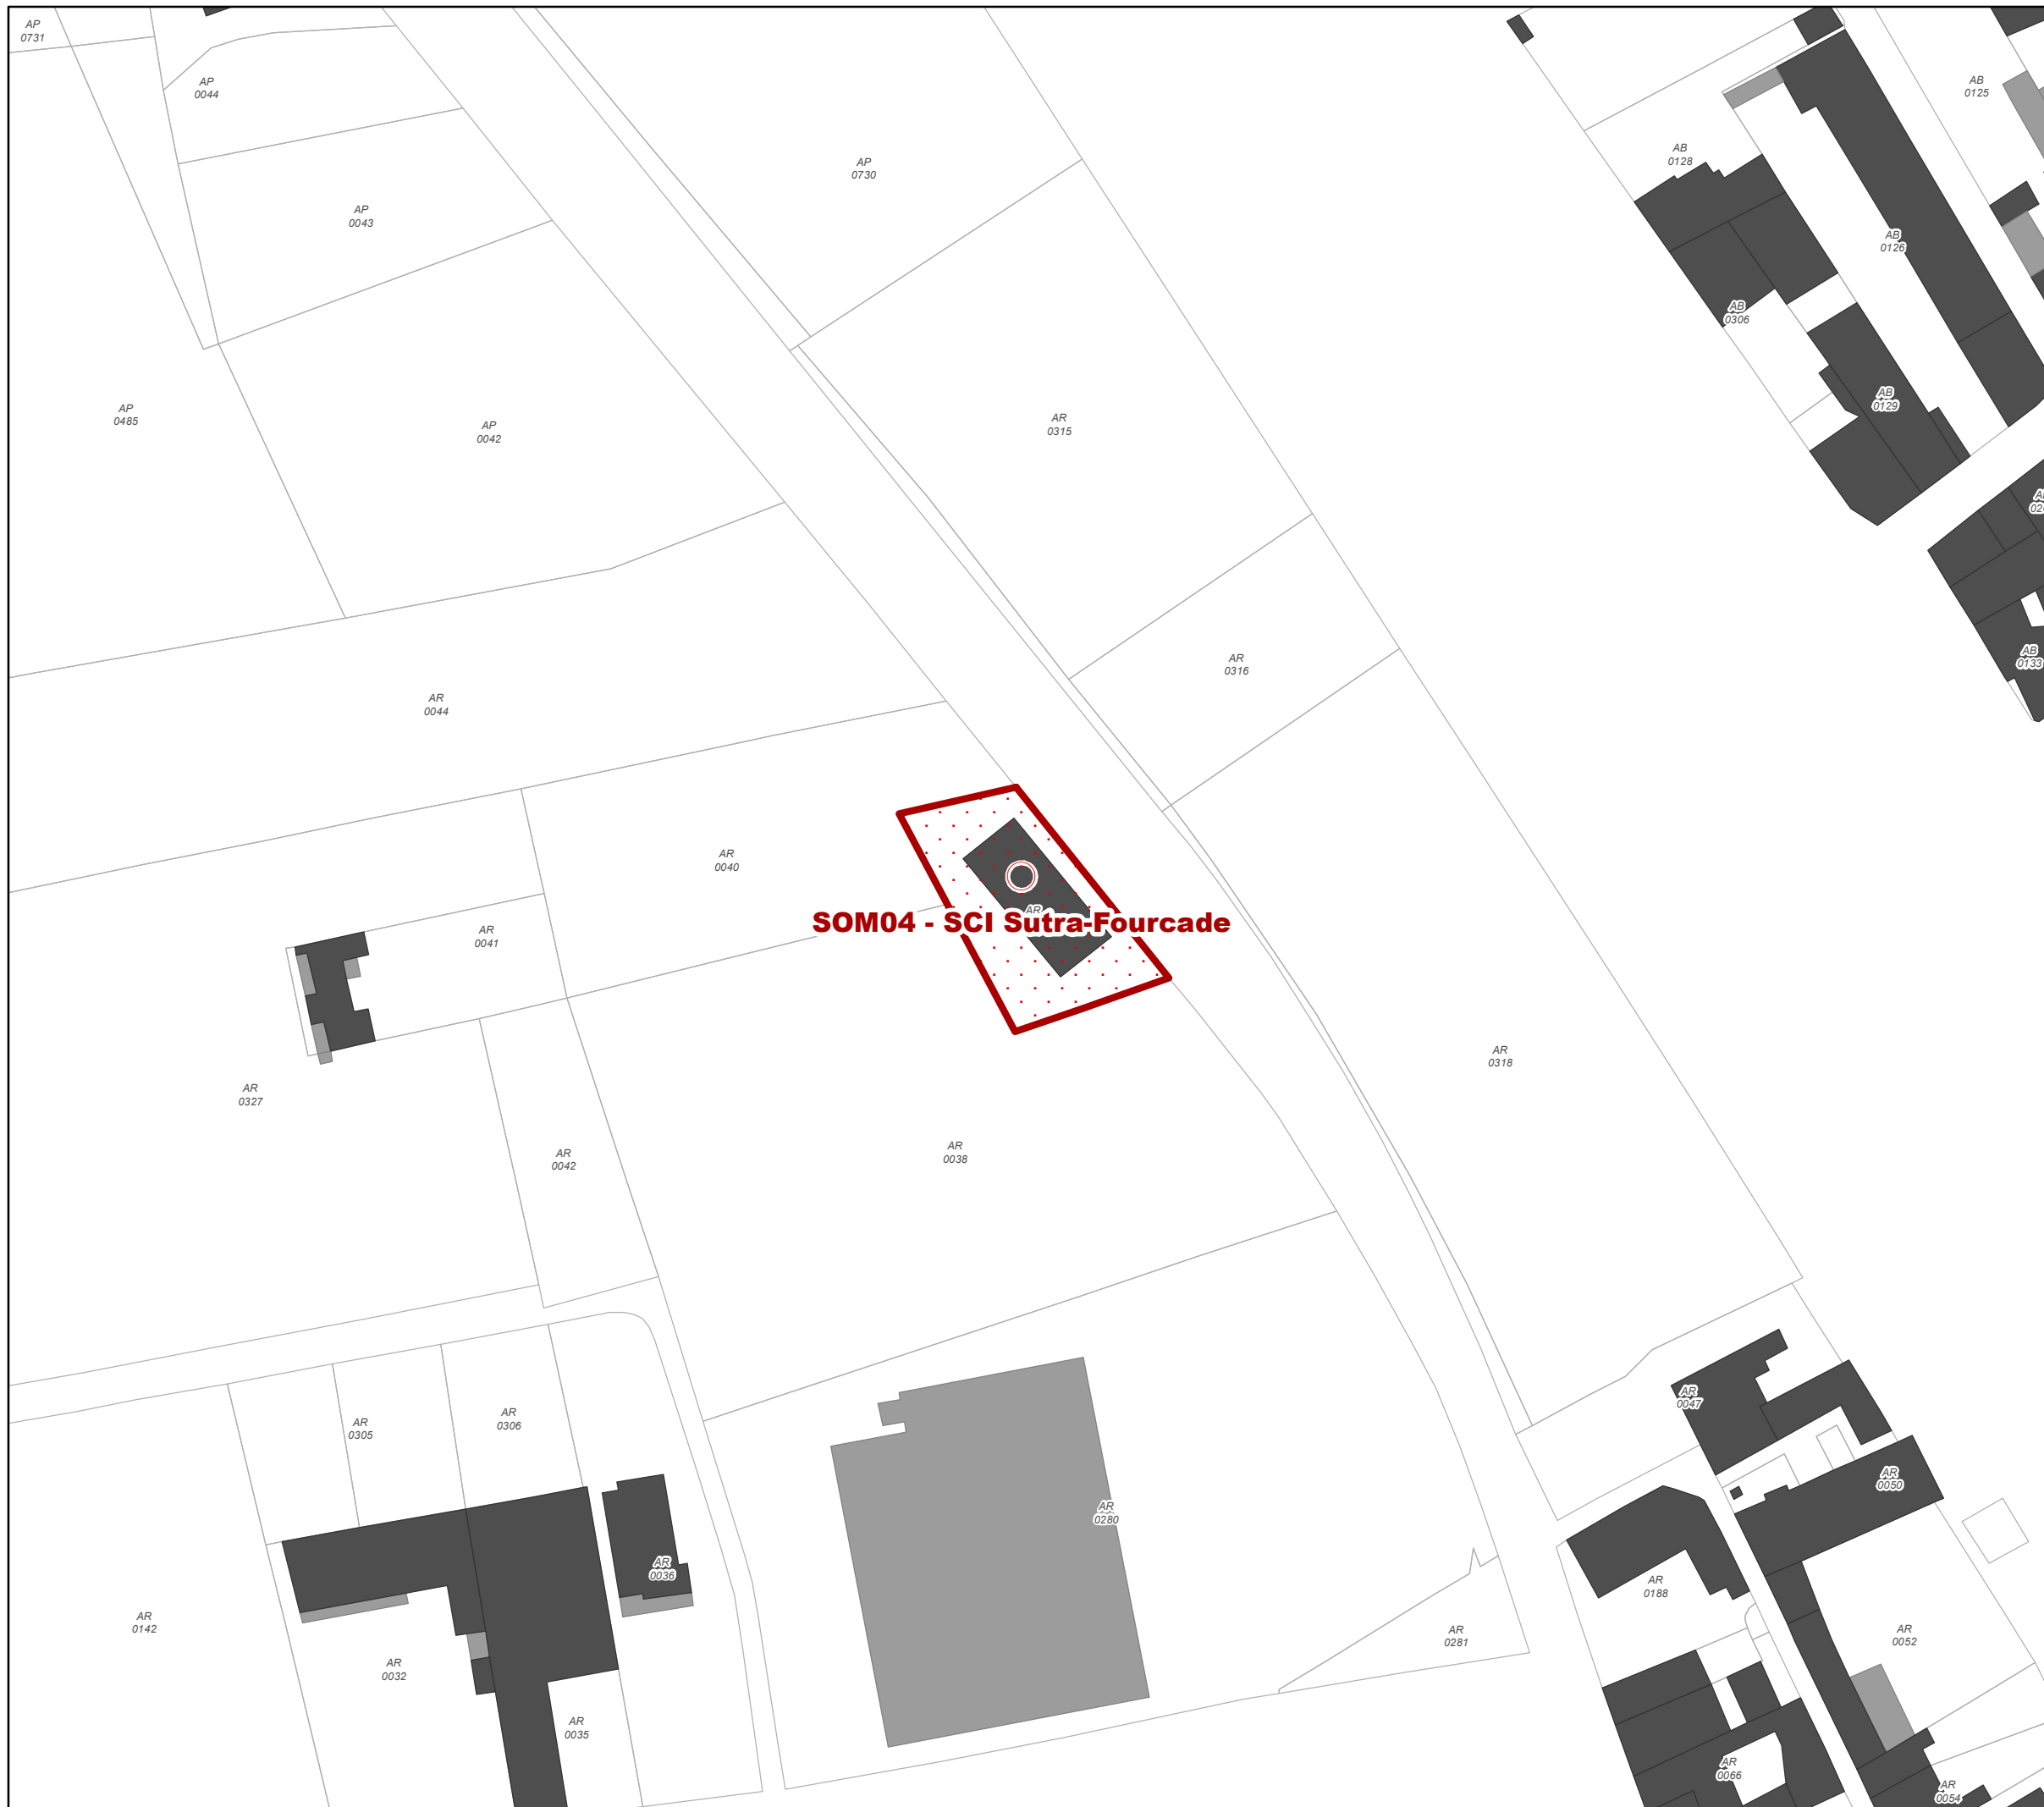 AP
0731
AP
0044
AB
0125
AP
0730
AB
0128
AP
0043
AB
0126
AB
0306
AB
0129
AP
0485
AP
0042
AR
0315
AB
0133
AR
0316
AR
0044
AR
0040
AR
SOM04 - SCI Sutra-Fourcade
AR
0041
AR
0318
AR
0327
AR
0042
AR
0038
AR
0047
AR
0305
AR
0306
AR
0050
AR
0280
AR
0036
AR
0188
AR
0142
AR
0281
AR
0052
AR
0032
AR
0035
AR
0066
AR
0054